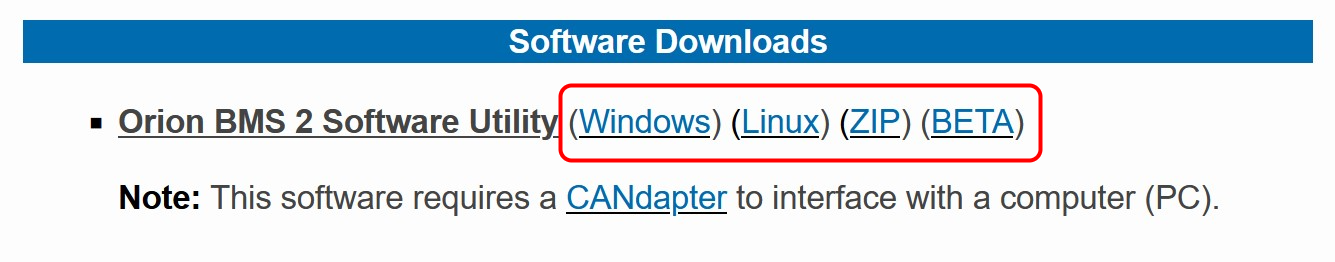 Software Downloads
Orion BMS 2 Software Utility (Windows) (Linux) (ZIP) (BETA)
Note: This software requires a CANdapter to interface with a computer (PC).